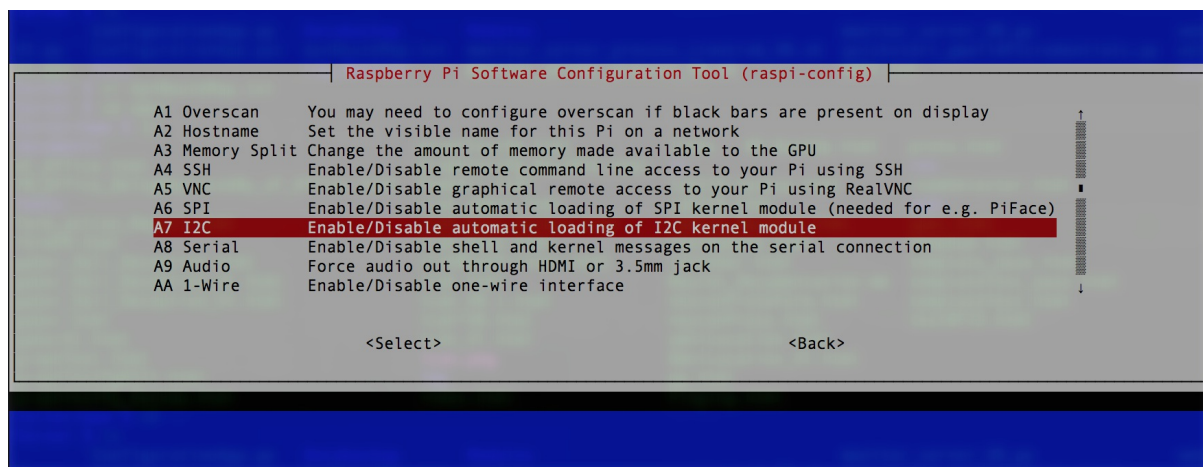 Raspberry Pi Software Configuration Tool (raspi-config)
A1 Overscan You may need to configure overscan if black bars are present on display
A2 Hostname Set the visible name for this Pi on a network
A3 Memory Split Change the amount of memory made available to the GPU
A4 SSH Enable/Disable remote command line access to your Pi using SSH
A5 VNC Enable/Disable graphical remote access to your Pi using RealVNC
A6 SPI Enable/Disable automatic loading of SPI kernel module (needed for e.g. PiFace)
A7 I2C Enable/Disable automatic loading of I2C kernel module
A8 Serial Enable/Disable shell and kernel messages on the serial connection
A9 Audio Force audio out through HDMI or 3.5mm jack
AA 1-Wire Enable/Disable one-wire interface
<Select> <Back>